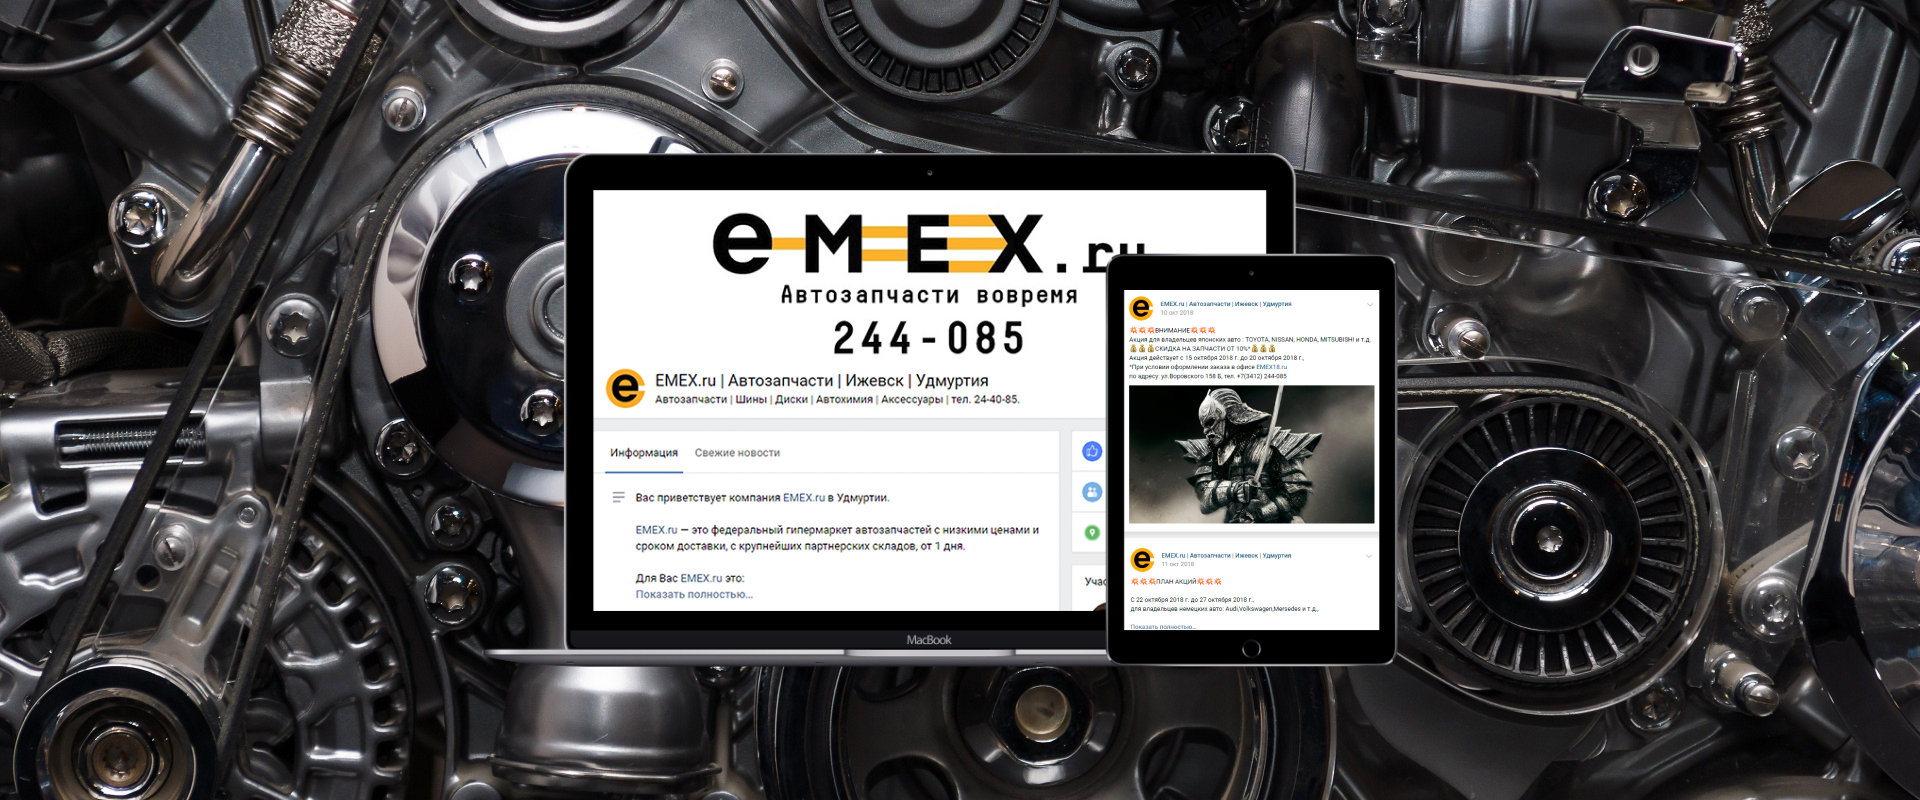 eMEX.ru
Автозапчасти вовремя
244-085
e EMEX.ru | Автозапчасти | Ижевск | Удмуртия
Автозапчасти | Шины | Диски | Автохимия | Аксессуары | тел. 24-40-85.
Информация Свежие новости
Вас приветствует компания EMEX.ru в Удмуртии.
EMEX.ru — это федеральный гипермаркет автозапчастей с низкими ценами и
сроком доставки, с крупнейших партнерских складов, от 1 дня.
Для Вас EMEX.ru это:
Показать полностью...
MacBook
e EMEX.ru | Автозапчасти | Ижевск | Удмуртия
10 окт 2018
💥💥💥ВНИМАНИЕ💥💥💥
Акция для владельцев японских авто : TOYOTA, NISSAN, HONDA, MITSUBISHI и т.д.
💰💰💰СКИДКА НА ЗАПЧАСТИ ОТ 10%*💰💰💰
Акция действует с 15 октября 2018 г. до 20 октября 2018 г.,
*При условии оформлении заказа в офисе EMEX18.ru
по адресу: ул.Воровского 158 Б, тел. +7(3412) 244-085
e EMEX.ru | Автозапчасти | Ижевск | Удмуртия
11 окт 2018
💥💥💥ПЛАН АКЦИЙ💥💥💥
С 22 октября 2018 г. до 27 октября 2018 г.,
для владельцев немецких авто: Audi,Volkswagen,Mersedes и т.д.,
Показать полностью...